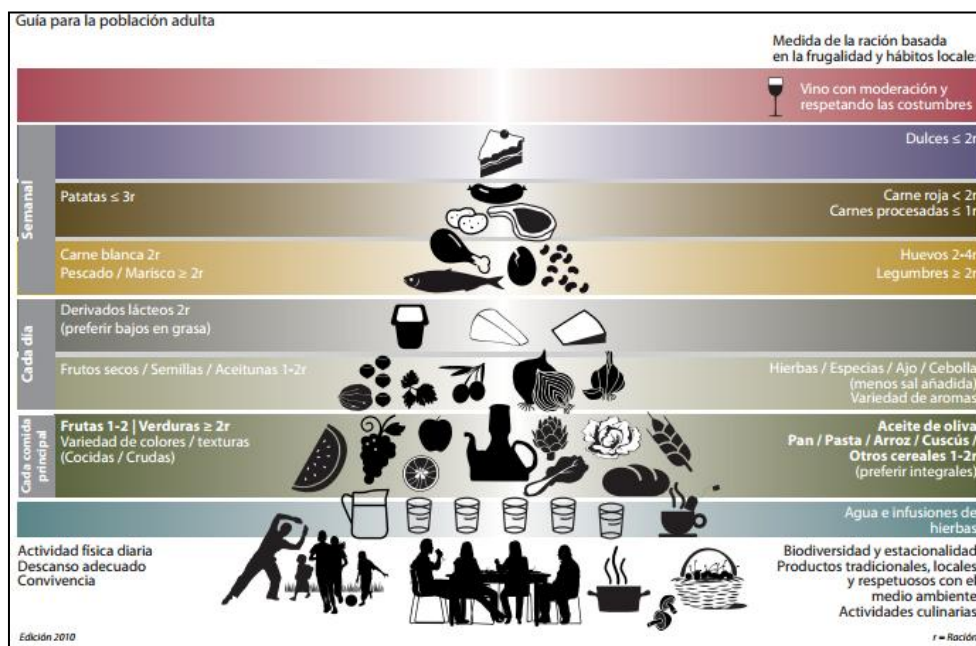 Guía para la población adulta
Medida de la ración basada
en la frugalidad y hábitos locale
Vino con moderación y
respetando las costumbres
Semanal
Dulces ≤ 2r
Patatas ≤ 3r
Carne roja < 2r
Carnes procesadas ≤ 1r
Carne blanca 2r
Pescado / Marisco ≥ 2r
Huevos 2-4r
Legumbres ≥ 2r
Cada día
Derivados lácteos 2r
(preferir bajos en grasa)
Frutos secos / Semillas / Aceitunas 1-2r
Hierbas / Especias / Ajo / Cebolla
(menos sal añadida)
Variedad de aromas
Cada comida
principal
Frutas 1-2 | Verduras ≥ 2r
Variedad de colores / texturas
(Cocidas / Crudas)
Aceite de oliva
Pan / Pasta / Arroz / Cuscús /
Otros cereales 1-2r
(preferir integrales)
Agua e infusiones de
hierbas
Actividad física diaria
Descanso adecuado
Convivencia
Biodiversidad y estacionalidad
Productos tradicionales, locales
y respetuosos con el
medio ambiente
Actividades culinarias
Edición 2010
r = Ración